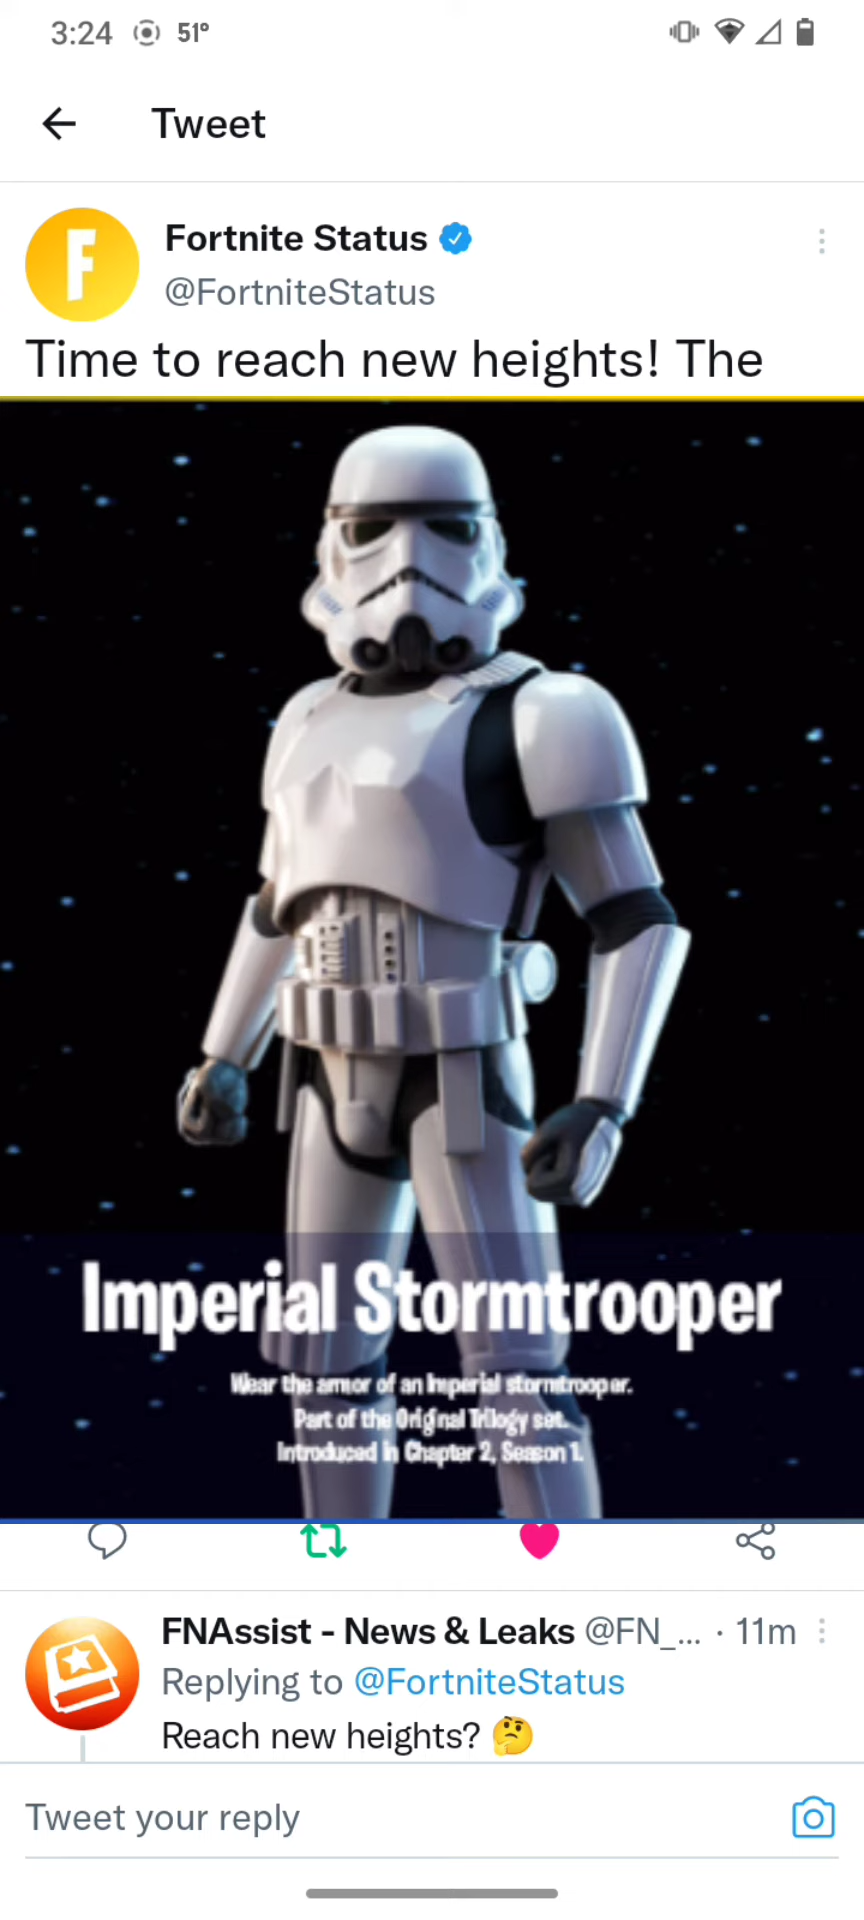 3:24 51°
Tweet
F
Fortnite Status
@FortniteStatus
Time to reach new heights! The
Imperial Stormtrooper
Wear the armor of an Imperial stormtrooper.
Part of the Original Trilogy set.
Introduced in Chapter 2, Season 1.
FNAssist - News & Leaks @FN_... · 11m
Replying to @FortniteStatus
Reach new heights? 🤔
Tweet your reply